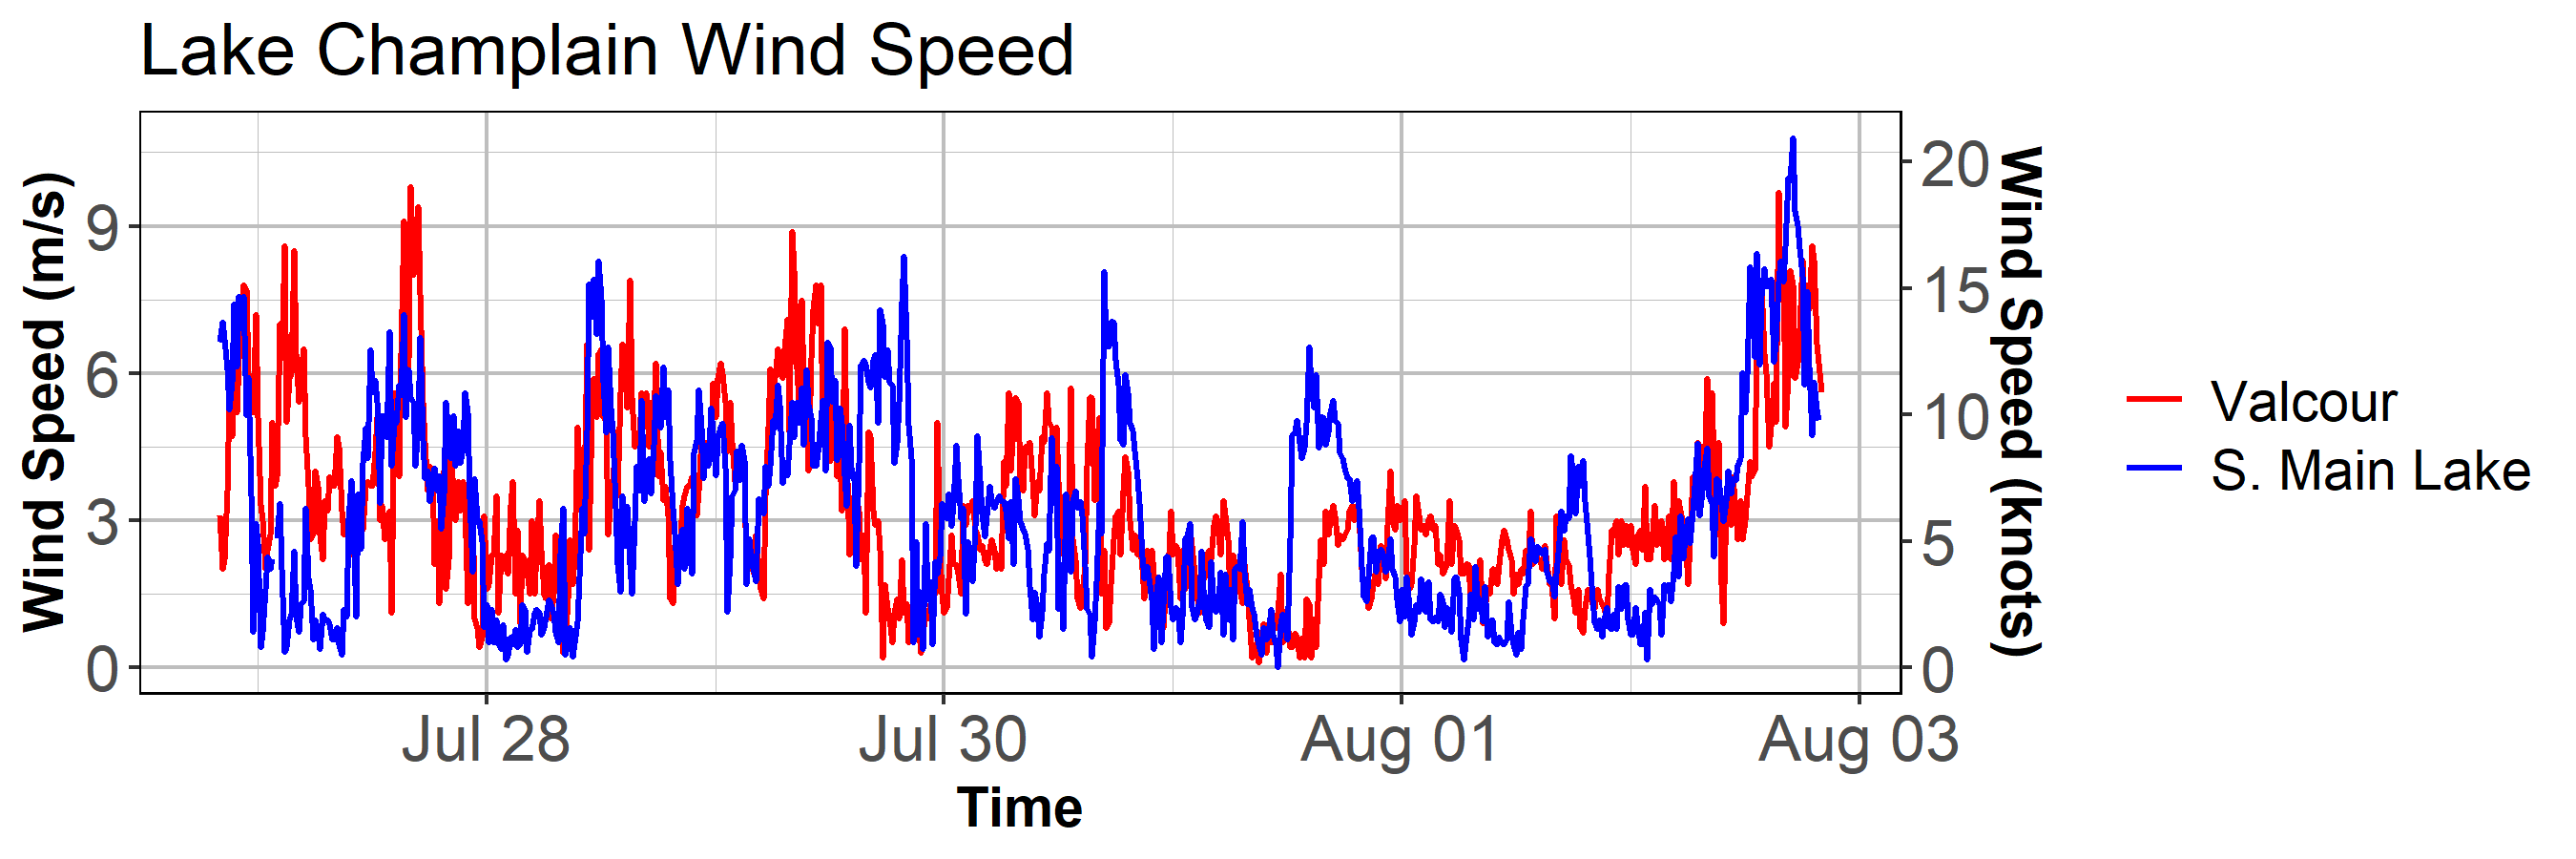 Lake Champlain Wind Speed
Wind Speed (m/s)
9
6
3
0
20
15
10
5
0
Wind Speed (knots)
Jul 28
Jul 30
Aug 01
Aug 03
Time
Valcour
S. Main Lake